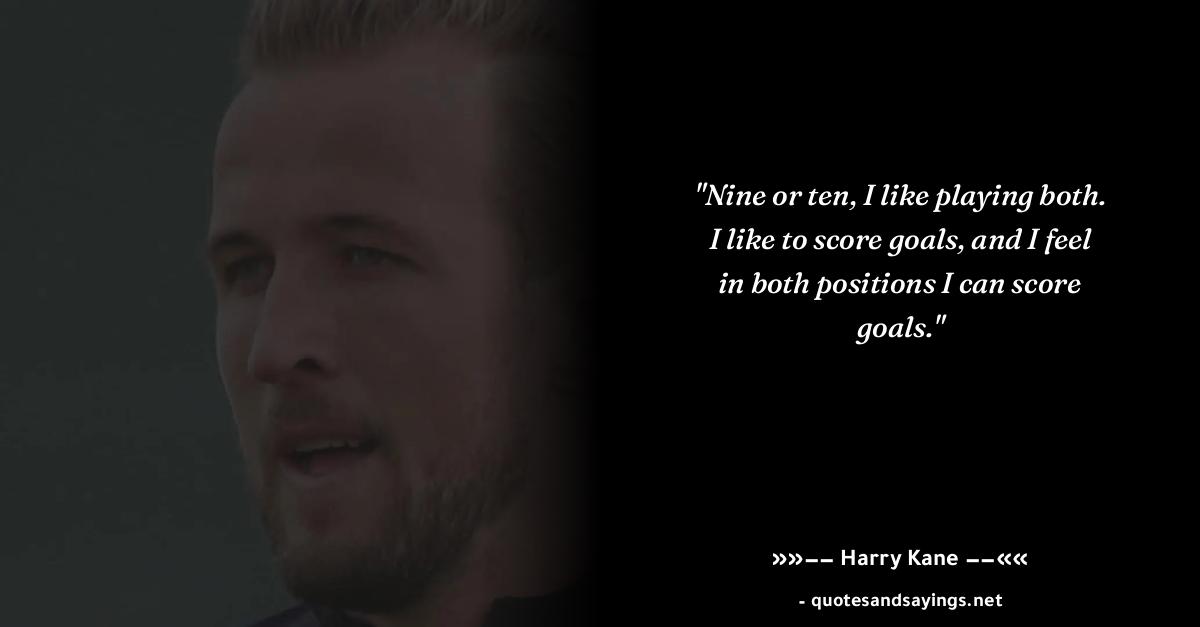 "Nine or ten, I like playing both.
I like to score goals, and I feel
in both positions I can score
goals."
»»−− Harry Kane −−««
- quotesandsayings.net